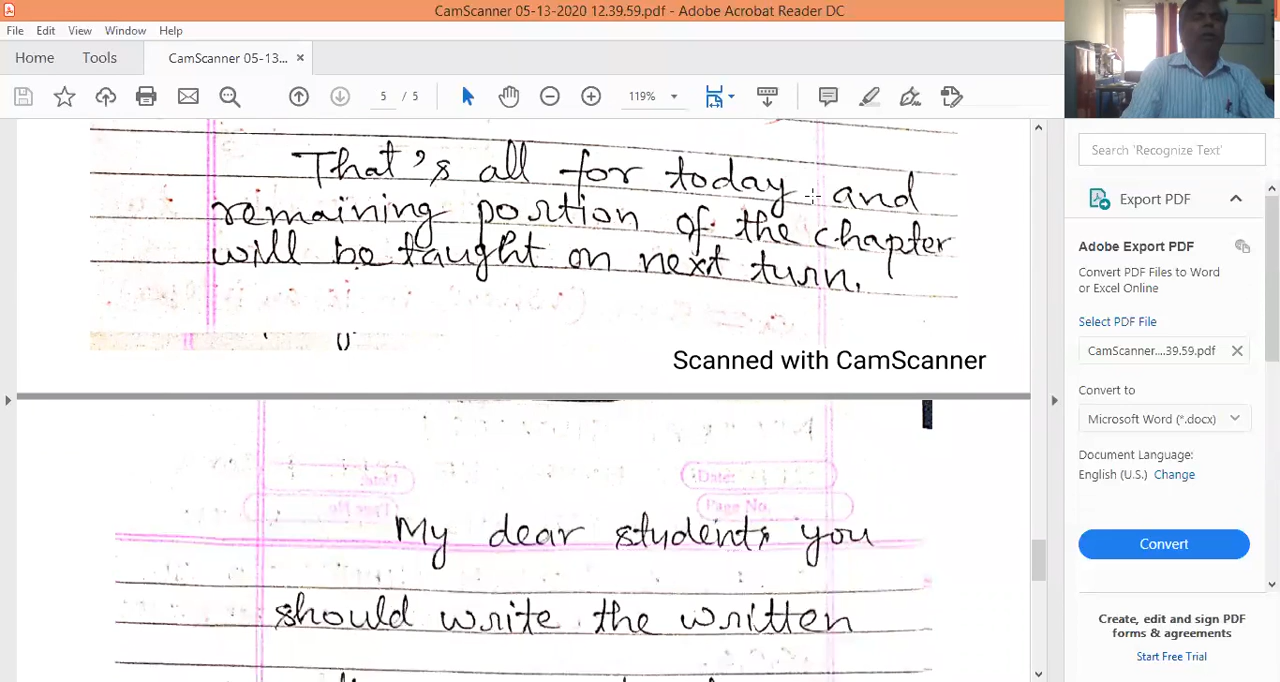 CamScanner 05-13-2020 12.39.59.pdf - Adobe Acrobat Reader DC
File Edit View Window Help
Home Tools CamScanner 05-13... ×
5 / 5 119%
That's all for today and
remaining portion of the chapter
will be taught on next turn.
Scanned with CamScanner
Date:
Page No.
My dear students you
should write the written
Search 'Recognize Text'
Export PDF
Adobe Export PDF
Convert PDF Files to Word
or Excel Online
Select PDF File
CamScanner....39.59.pdf
Convert to
Microsoft Word (*.docx)
Document Language:
English (U.S.) Change
Convert
Create, edit and sign PDF
forms & agreements
Start Free Trial